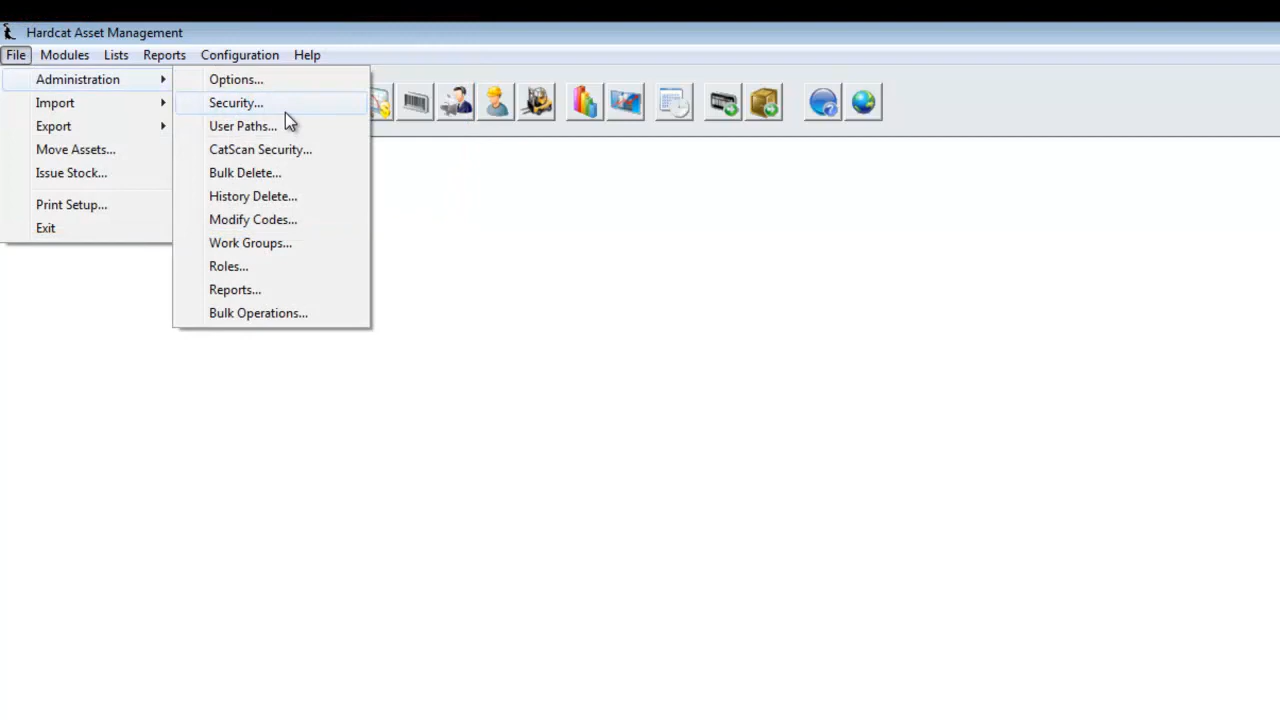 Hardcat Asset Management
File Modules Lists Reports Configuration Help
Administration
Import
Export
Move Assets...
Issue Stock...
Print Setup...
Exit
Options...
Security...
User Paths...
CatScan Security...
Bulk Delete...
History Delete...
Modify Codes...
Work Groups...
Roles...
Reports...
Bulk Operations...